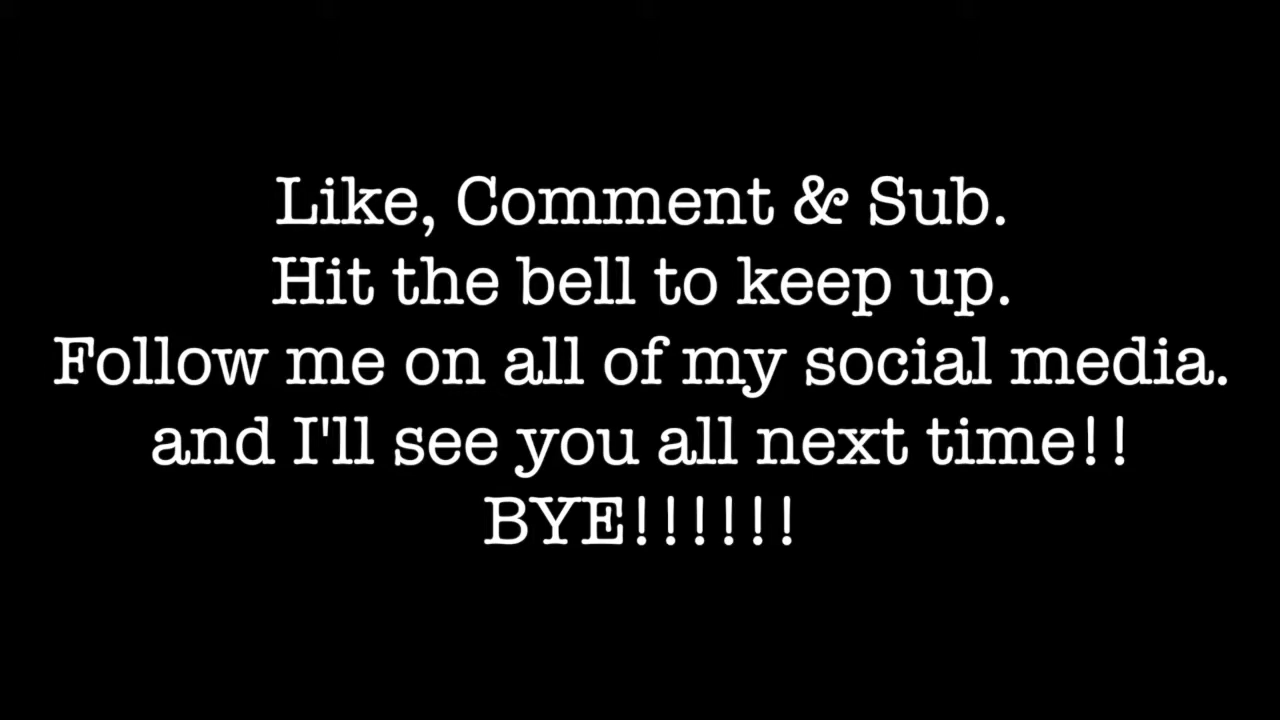 Like, Comment & Sub.
Hit the bell to keep up.
Follow me on all of my social media.
and I'll see you all next time!!
BYE!!!!!!